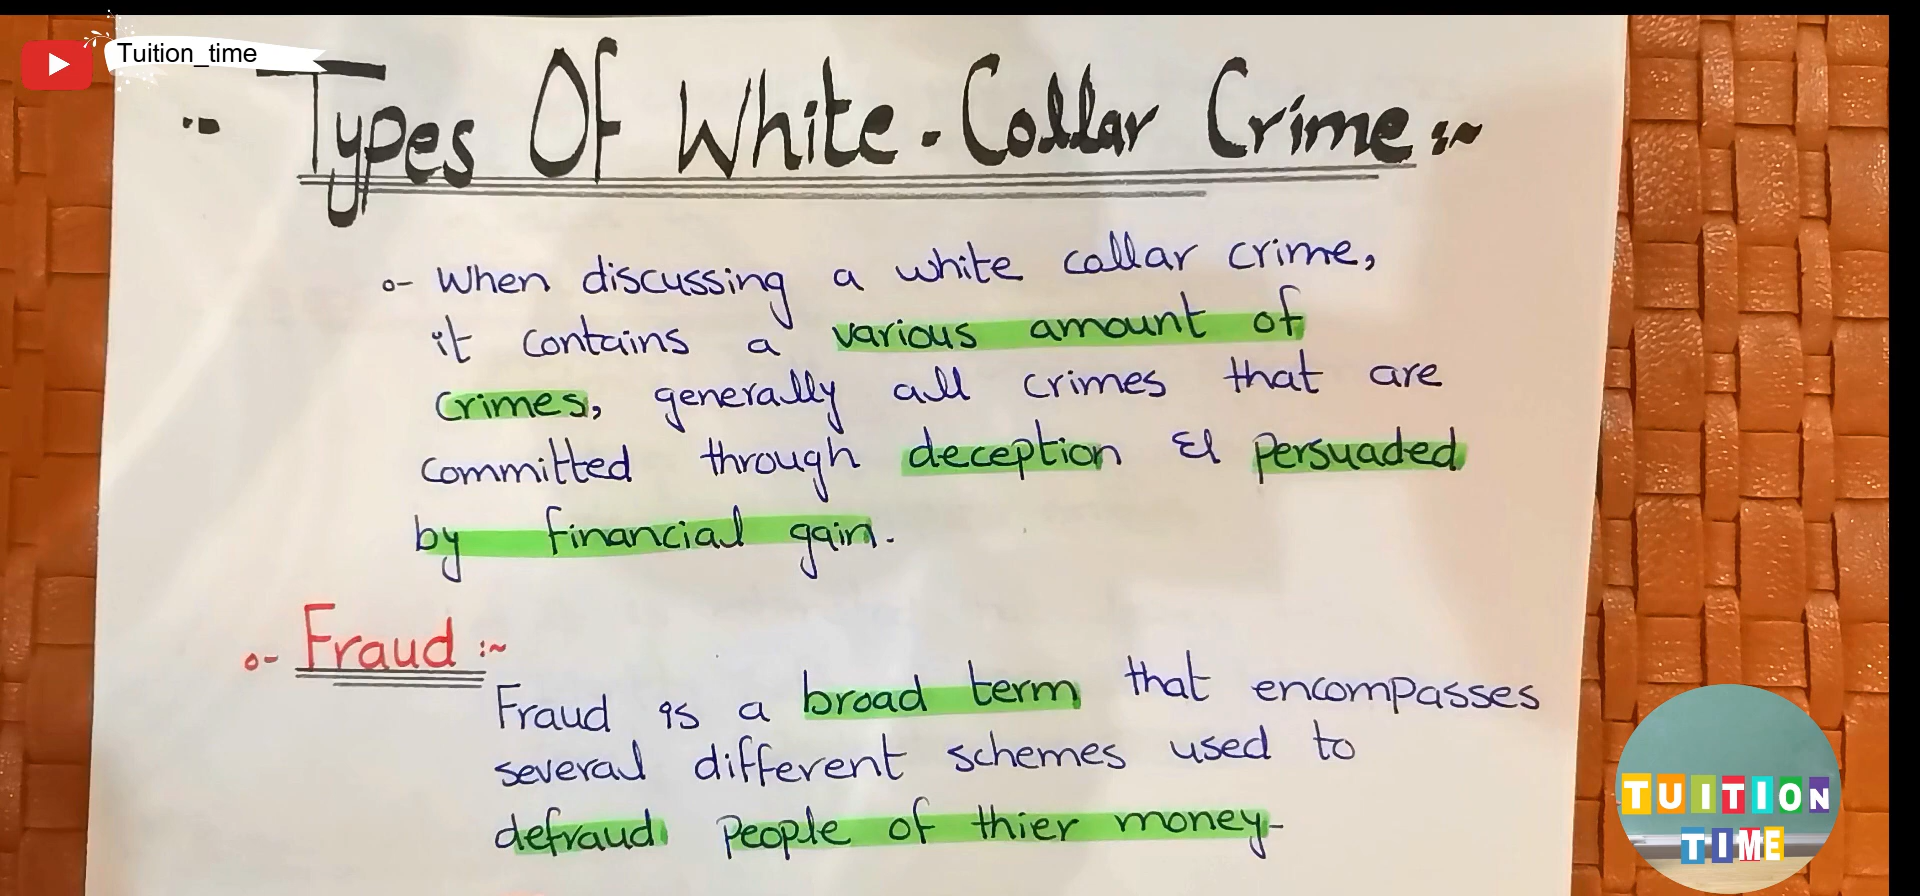 Tuition_time
Types Of White-Collar Crime:~
when discussing a white collar crime,
it contains a various amount of
crimes, generally all crimes that are
committed through deception & persuaded
by financial gain.
Fraud :~
Fraud is a broad term that encompasses
several different schemes used to
defraud people of thier money-
TUITION
TIME